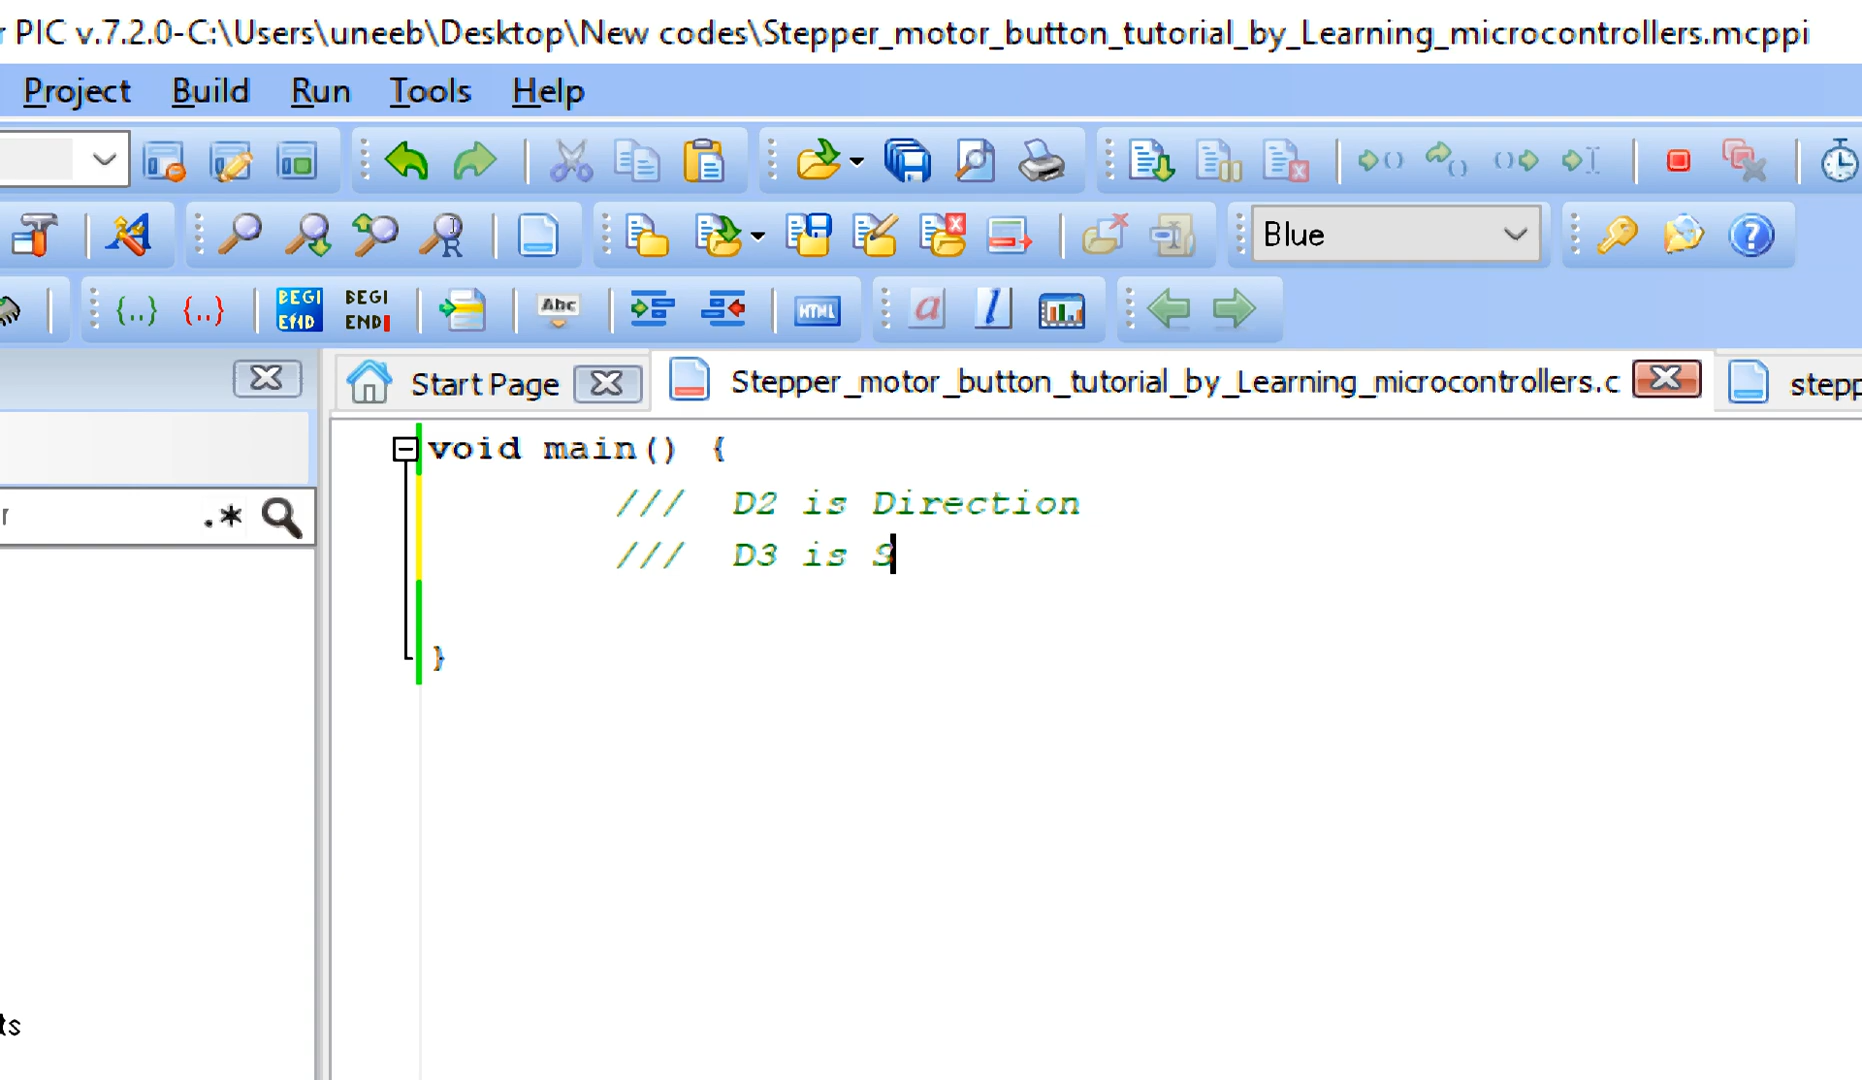 r PIC v.7.2.0-C:\Users\uneeb\Desktop\New codes\Stepper_motor_button_tutorial_by_Learning_microcontrollers.mcppi
Project Build Run Tools Help
Blue
{..} {..} BEGI END BEGI END Abc HTML a l
Start Page Stepper_motor_button_tutorial_by_Learning_microcontrollers.c stepp
void main() {
/// D2 is Direction
r .*
/// D3 is S
}
ts